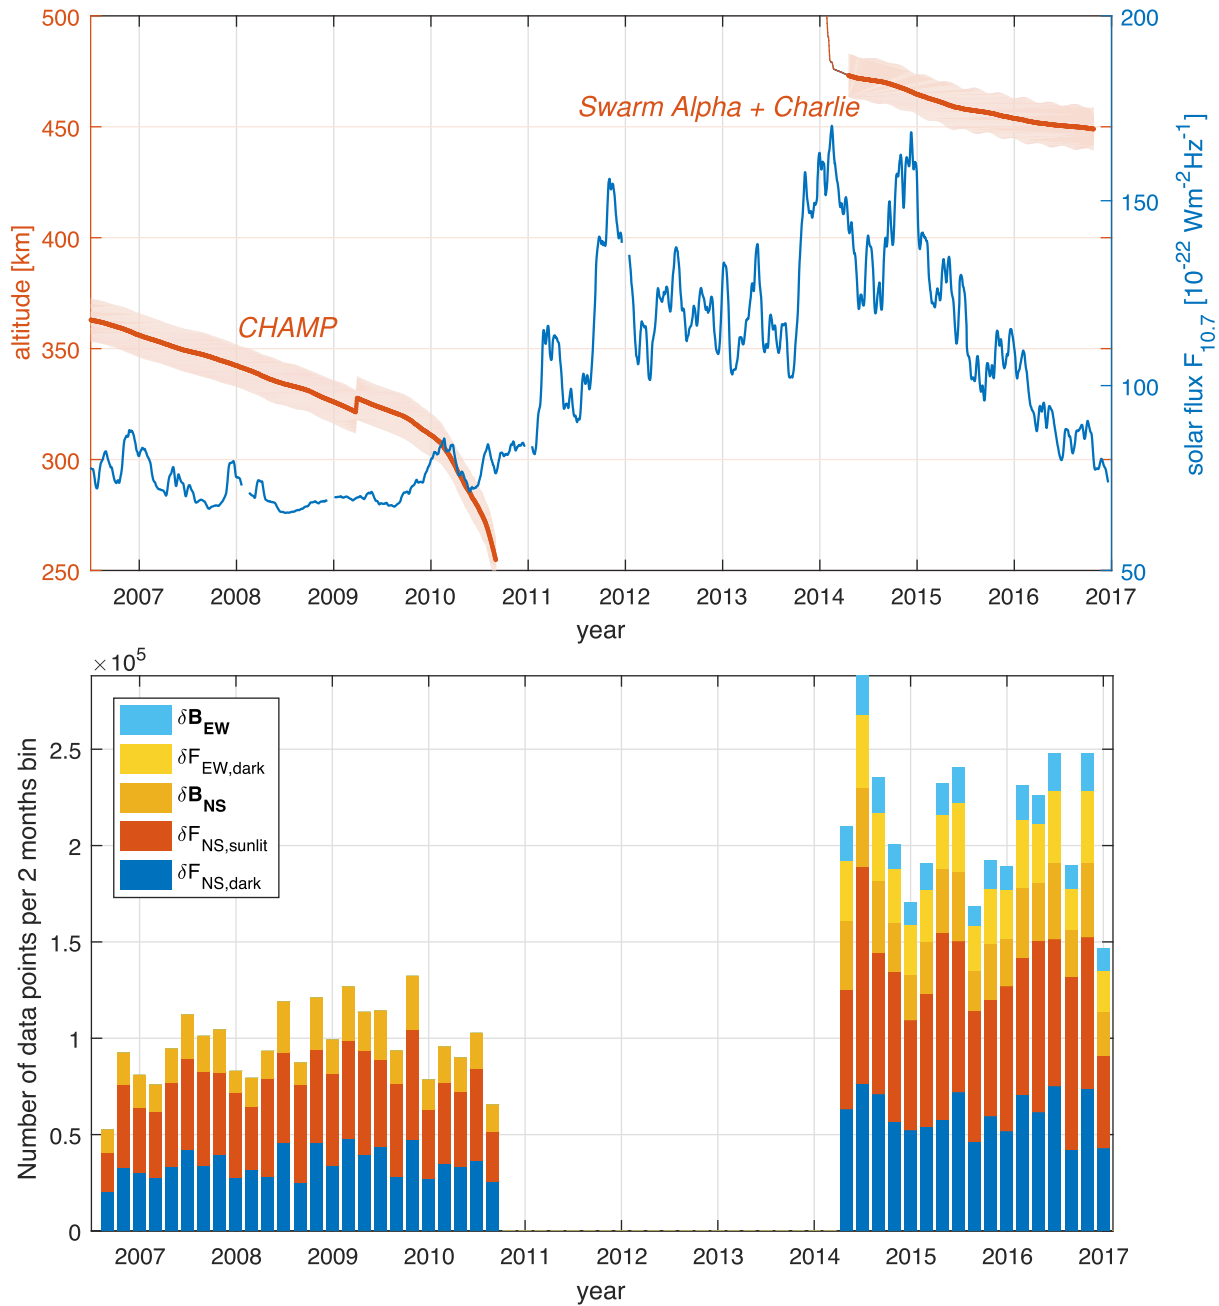 500
450
400
350
300
250
altitude [km]
Swarm Alpha + Charlie
CHAMP
200
150
100
50
solar flux F10.7 [10-22 Wm-2Hz-1]
2007 2008 2009 2010 2011 2012 2013 2014 2015 2016 2017
year
×105
2.5
2
1.5
1
0.5
0
Number of data points per 2 months bin
δBEW
δFEW,dark
δBNS
δFNS,sunlit
δFNS,dark
2007 2008 2009 2010 2011 2012 2013 2014 2015 2016 2017
year